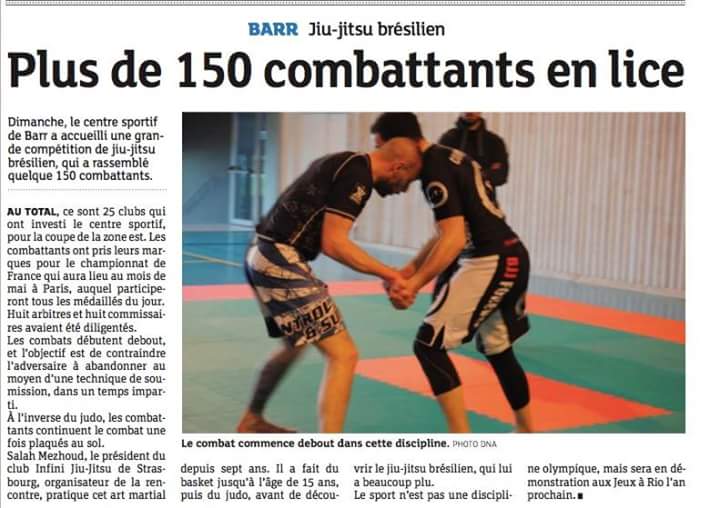 BARR Jiu-jitsu brésilien
Plus de 150 combattants en lice
Dimanche, le centre sportif
de Barr a accueilli une gran-
de compétition de jiu-jitsu
brésilien, qui a rassemblé
quelque 150 combattants.
AU TOTAL, ce sont 25 clubs qui
ont investi le centre sportif,
pour la coupe de la zone est. Les
combattants ont pris leurs mar-
ques pour le championnat de
France qui aura lieu au mois de
mai à Paris, auquel participe-
ront tous les médaillés du jour.
Huit arbitres et huit commissai-
res avaient été diligentés.
Les combats débutent debout,
et l'objectif est de contraindre
l'adversaire à abandonner au
moyen d'une technique de sou-
mission, dans un temps impar-
ti.
À l'inverse du judo, les combat-
tants continuent le combat une
fois plaqués au sol.
Salah Mezhoud, le président du
club Infini Jiu-Jitsu de Stras-
bourg, organisateur de la ren-
contre, pratique cet art martial
Le combat commence debout dans cette discipline. PHOTO DNA
depuis sept ans. Il a fait du
basket jusqu'à l'âge de 15 ans,
puis du judo, avant de décou-
vrir le jiu-jitsu brésilien, qui lui
a beaucoup plu.
Le sport n'est pas une discipli-
ne olympique, mais sera en dé-
monstration aux Jeux à Rio l'an
prochain.